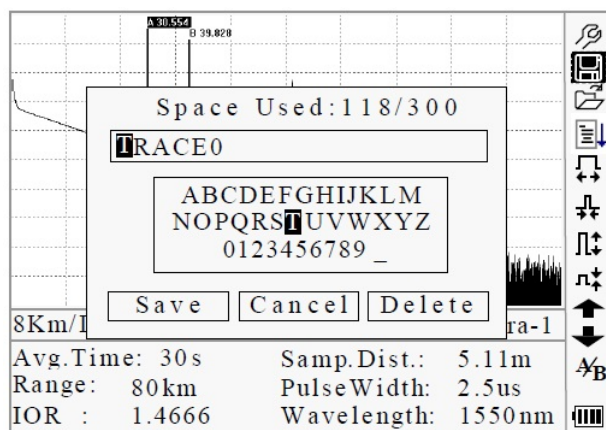 A 30.554
B 39.828
Space Used:118/300
TRACE0
ABCDEFGHIJKLM
NOPQRSTUVWXYZ
0123456789 _
Save Cancel Delete
8Km/ ra-1
Avg.Time: 30s Samp.Dist.: 5.11m
Range: 80km PulseWidth: 2.5us
IOR : 1.4666 Wavelength: 1550nm
A/B